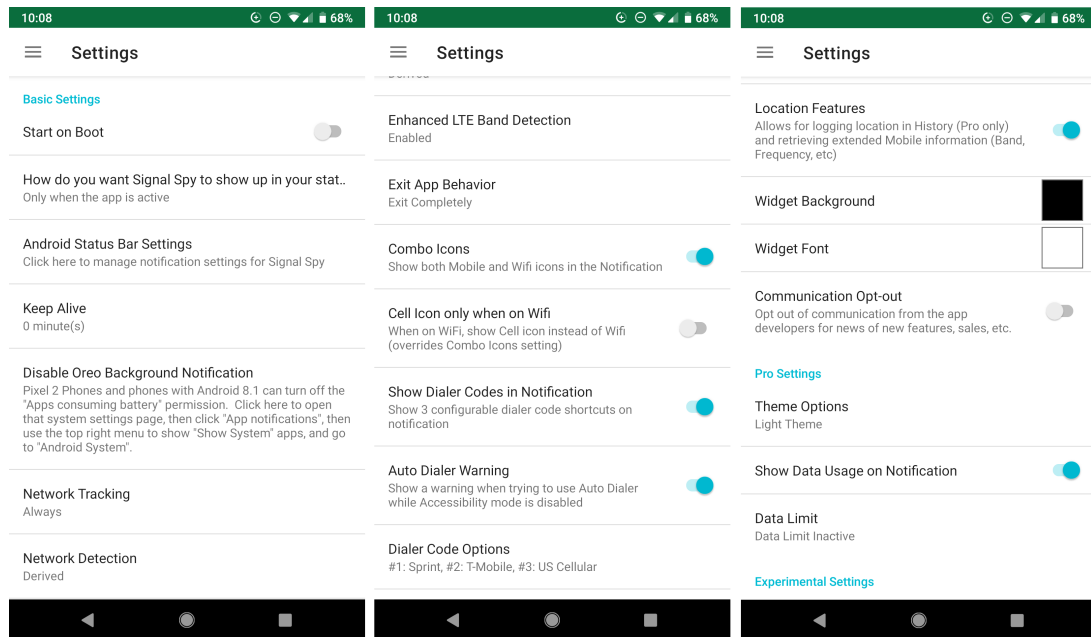 10:08
68%
Settings
Basic Settings
Start on Boot
How do you want Signal Spy to show up in your stat..
Only when the app is active
Android Status Bar Settings
Click here to manage notification settings for Signal Spy
Keep Alive
0 minute(s)
Disable Oreo Background Notification
Pixel 2 Phones and phones with Android 8.1 can turn off the
"Apps consuming battery" permission.  Click here to open
that system settings page, then click "App notifications", then
use the top right menu to show "Show System" apps, and go
to "Android System".
Network Tracking
Always
Network Detection
Derived
10:08
68%
Settings
Enhanced LTE Band Detection
Enabled
Exit App Behavior
Exit Completely
Combo Icons
Show both Mobile and Wifi icons in the Notification
Cell Icon only when on Wifi
When on WiFi, show Cell icon instead of Wifi
(overrides Combo Icons setting)
Show Dialer Codes in Notification
Show 3 configurable dialer code shortcuts on
notification
Auto Dialer Warning
Show a warning when trying to use Auto Dialer
while Accessibility mode is disabled
Dialer Code Options
#1: Sprint, #2: T-Mobile, #3: US Cellular
10:08
68%
Settings
Location Features
Allows for logging location in History (Pro only)
and retrieving extended Mobile information (Band,
Frequency, etc)
Widget Background
Widget Font
Communication Opt-out
Opt out of communication from the app
developers for news of new features, sales, etc.
Pro Settings
Theme Options
Light Theme
Show Data Usage on Notification
Data Limit
Data Limit Inactive
Experimental Settings